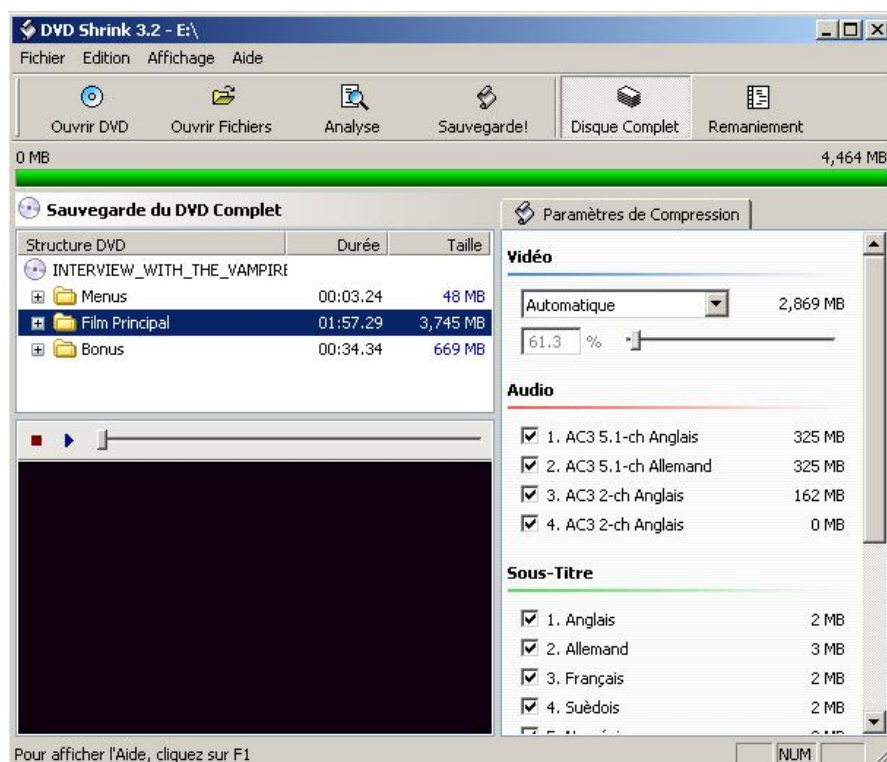 DVD Shrink 3.2 - E:\
Fichier Edition Affichage Aide
Ouvrir DVD Ouvrir Fichiers Analyse Sauvegarde! Disque Complet Remaniement
0 MB 4,464 MB
Sauvegarde du DVD Complet
Structure DVD Durée Taille
INTERVIEW_WITH_THE_VAMPIRE
Menus 00:03.24 48 MB
Film Principal 01:57.29 3,745 MB
Bonus 00:34.34 669 MB
Paramètres de Compression
Vidéo
Automatique 2,869 MB
61.3 %
Audio
1. AC3 5.1-ch Anglais 325 MB
2. AC3 5.1-ch Allemand 325 MB
3. AC3 2-ch Anglais 162 MB
4. AC3 2-ch Anglais 0 MB
Sous-Titre
1. Anglais 2 MB
2. Allemand 3 MB
3. Français 2 MB
4. Suèdois 2 MB
Pour afficher l'Aide, cliquez sur F1
NUM